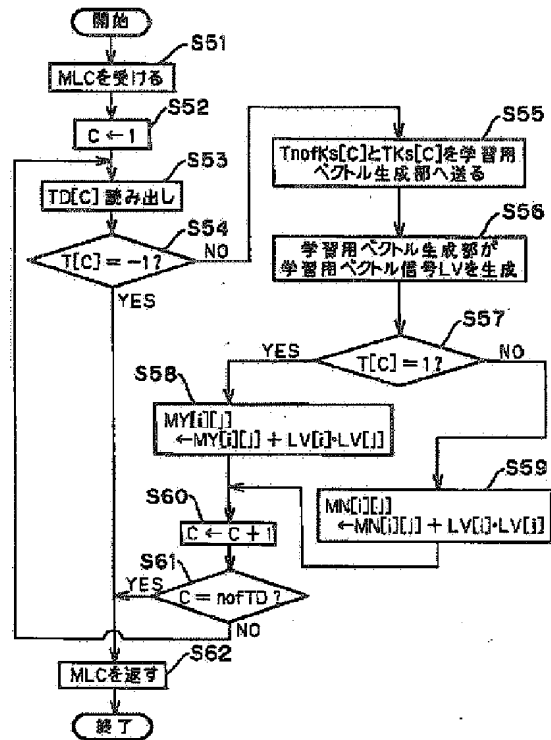 開始
S51
MLCを受ける
S52
C ← 1
S53
TD[C] 読み出し
S54
T[C] = −1?
NO
YES
S55
TnofKs[C]とTKs[C]を学習用
ベクトル生成部へ送る
S56
学習用ベクトル生成部が
学習用ベクトル信号LVを生成
S57
T[C] = 1?
YES
NO
S58
MY[i][j]
←MY[i][j] + LV[i]・LV[j]
S59
MN[i][j]
←MN[i][j] + LV[i]・LV[j]
S60
C ← C + 1
S61
C = nofTD?
YES
NO
S62
MLCを返す
終了